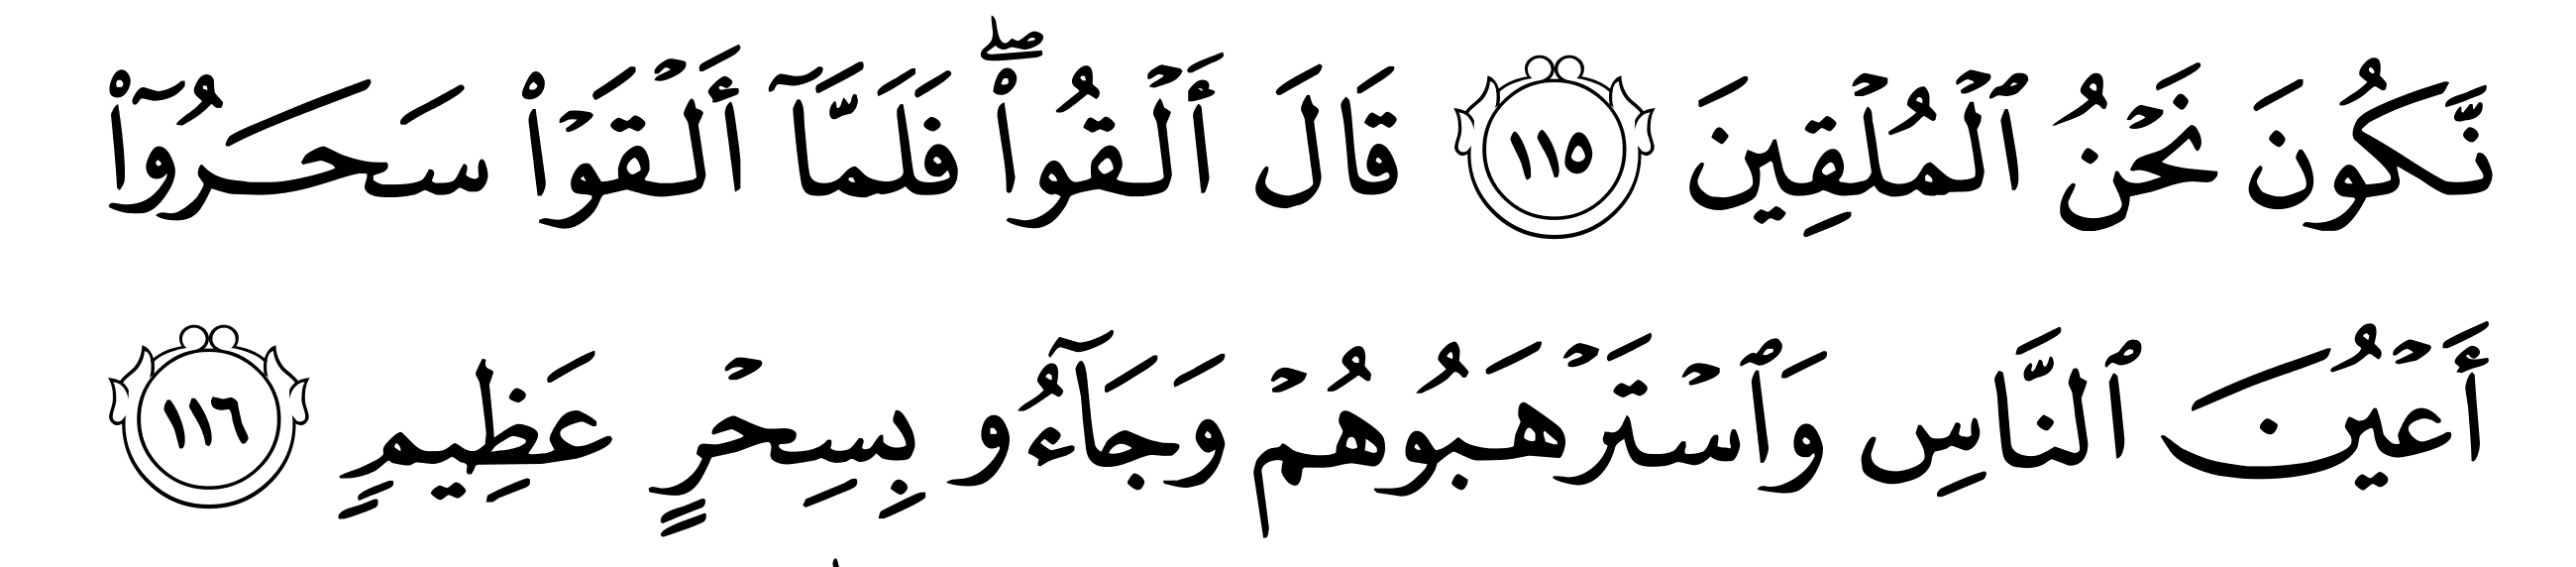 نَّكُونَ نَحۡنُ ٱلۡمُلۡقِينَ ١١٥ قَالَ أَلۡقُواْۖ فَلَمَّآ أَلۡقَوۡاْ سَحَرُوٓاْ
أَعۡيُنَ ٱلنَّاسِ وَٱسۡتَرۡهَبُوهُمۡ وَجَآءُو بِسِحۡرٍ عَظِيمٍ ١١٦